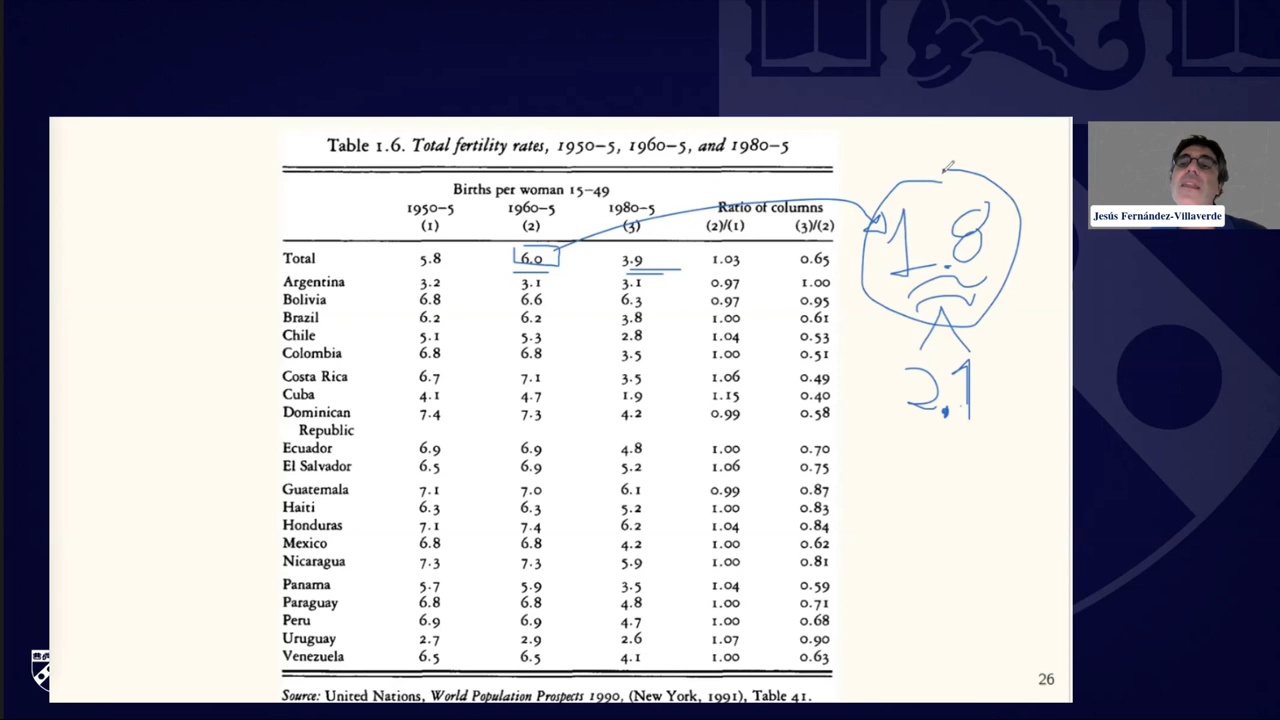 Table 1.6. Total fertility rates, 1950–5, 1960–5, and 1980–5
Births per woman 15–49
1950–5 1960–5 1980–5 Ratio of columns
(1) (2) (3) (2)/(1) (3)/(2)
Total 5.8 6.0 3.9 1.03 0.65
Argentina 3.2 3.1 3.1 0.97 1.00
Bolivia 6.8 6.6 6.3 0.97 0.95
Brazil 6.2 6.2 3.8 1.00 0.61
Chile 5.1 5.3 2.8 1.04 0.53
Colombia 6.8 6.8 3.5 1.00 0.51
Costa Rica 6.7 7.1 3.5 1.06 0.49
Cuba 4.1 4.7 1.9 1.15 0.40
Dominican 7.4 7.3 4.2 0.99 0.58
Republic
Ecuador 6.9 6.9 4.8 1.00 0.70
El Salvador 6.5 6.9 5.2 1.06 0.75
Guatemala 7.1 7.0 6.1 0.99 0.87
Haiti 6.3 6.3 5.2 1.00 0.83
Honduras 7.1 7.4 6.2 1.04 0.84
Mexico 6.8 6.8 4.2 1.00 0.62
Nicaragua 7.3 7.3 5.9 1.00 0.81
Panama 5.7 5.9 3.5 1.04 0.59
Paraguay 6.8 6.8 4.8 1.00 0.71
Peru 6.9 6.9 4.7 1.00 0.68
Uruguay 2.7 2.9 2.6 1.07 0.90
Venezuela 6.5 6.5 4.1 1.00 0.63
Source: United Nations, World Population Prospects 1990, (New York, 1991), Table 41.
1.8
2.1
26
Jesús Fernández-Villaverde